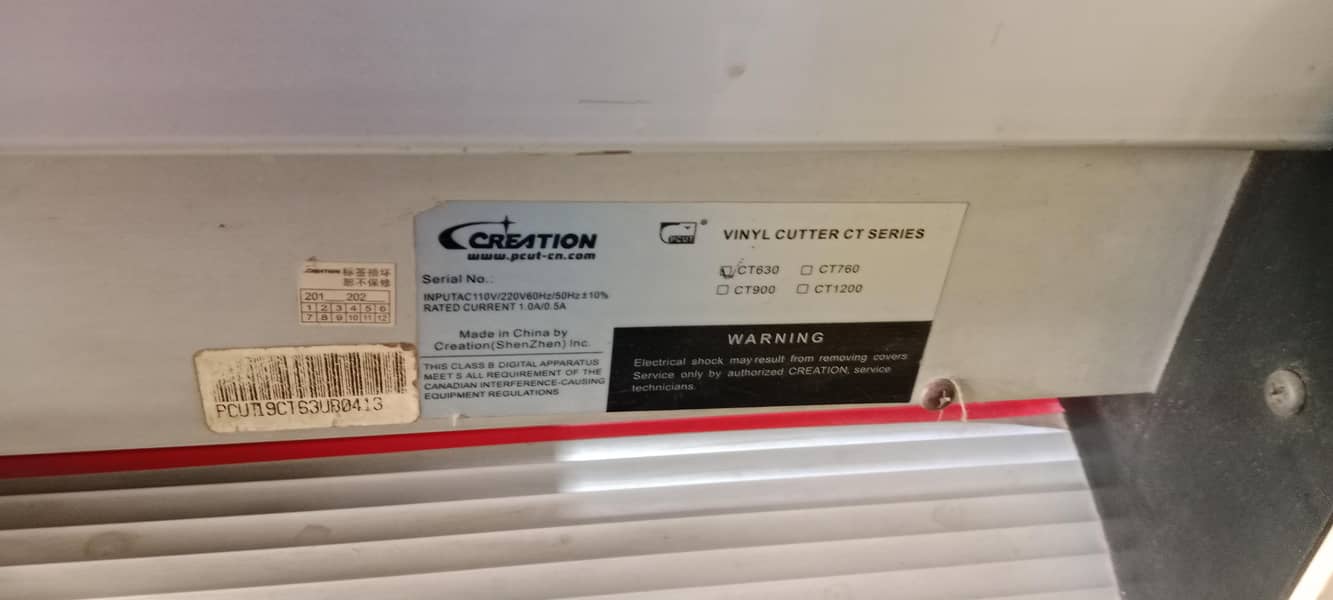 CREATION
www.pcut-cn.com
PCUT
®
VINYL CUTTER CT SERIES
CT630 CT760
CT900 CT1200
Serial No.:
INPUTAC110V/220V60Hz/50Hz±10%
RATED CURRENT 1.0A/0.5A
Made in China by
Creation(ShenZhen) Inc.
THIS CLASS B DIGITAL APPARATUS
MEET S ALL REQUIREMENT OF THE
CANADIAN INTERFERENCE-CAUSING
EQUIPMENT REGULATIONS
WARNING
Electrical shock may result from removing covers
Service only by authorized CREATION, service
technicians.
CREATION 标签损坏
恕不保修
201 202
1 2 3 4 5 6
7 8 9 10 11 12
PCUT19CT63UB0413